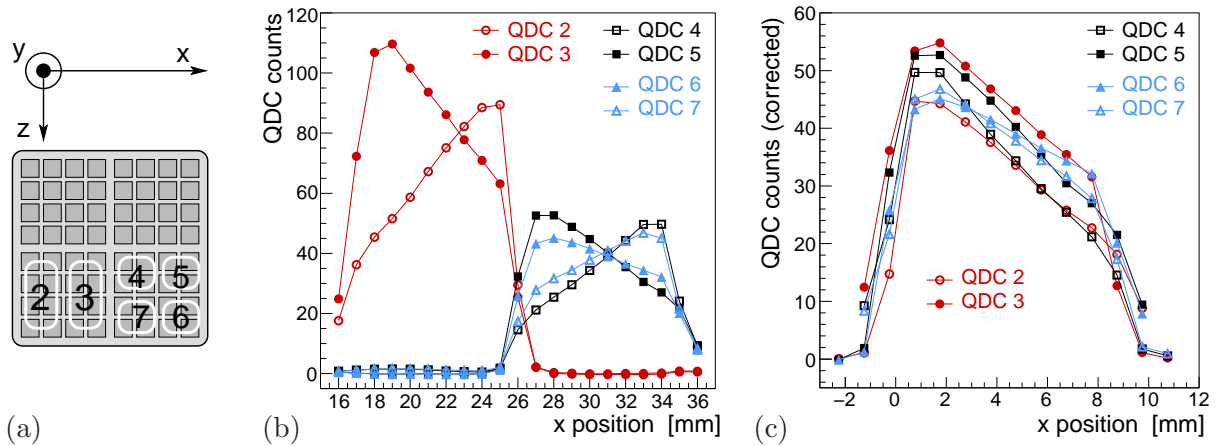 y
x
z
2 3 4 5
7 6
(a)
QDC counts
120
100
80
60
40
20
0
QDC 2
QDC 3
QDC 4
QDC 5
QDC 6
QDC 7
16 18 20 22 24 26 28 30 32 34 36
x position [mm]
(b)
QDC counts (corrected)
60
50
40
30
20
10
0
QDC 4
QDC 5
QDC 6
QDC 7
QDC 2
QDC 3
−2 0 2 4 6 8 10 12
x position [mm]
(c)